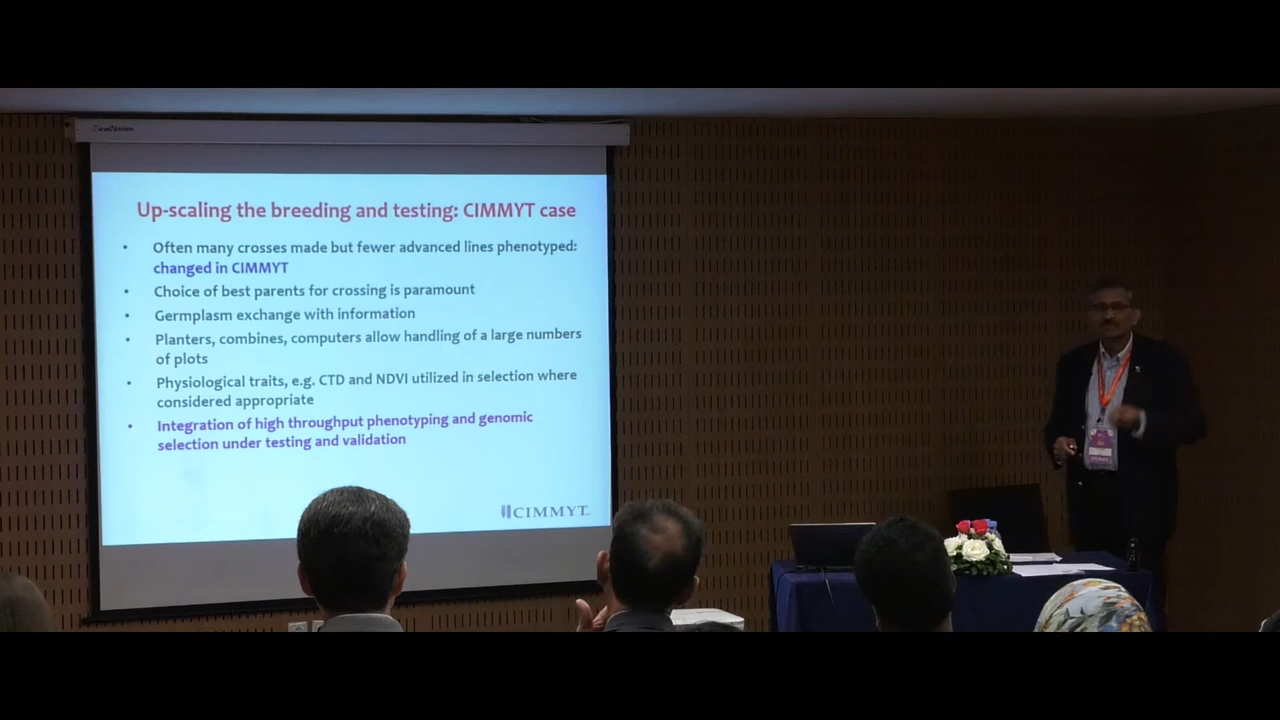 Up-scaling the breeding and testing: CIMMYT case
• Often many crosses made but fewer advanced lines phenotyped:
changed in CIMMYT
• Choice of best parents for crossing is paramount
• Germplasm exchange with information
• Planters, combines, computers allow handling of a large numbers
of plots
• Physiological traits, e.g. CTD and NDVI utilized in selection where
considered appropriate
• Integration of high throughput phenotyping and genomic
selection under testing and validation
CIMMYT